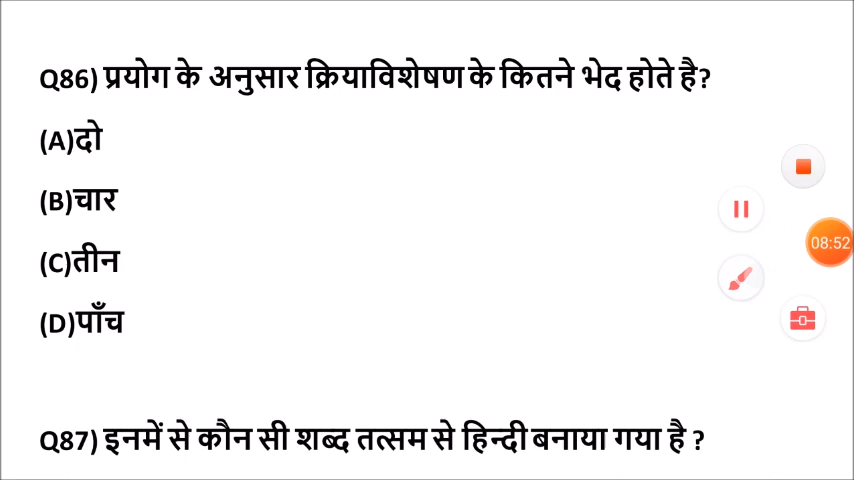 Q86) प्रयोग के अनुसार क्रियाविशेषण के कितने भेद होते है?
(A)दो
(B)चार
(C)तीन
(D)पाँच
08:52
Q87) इनमें से कौन सी शब्द तत्सम से हिन्दी बनाया गया है ?